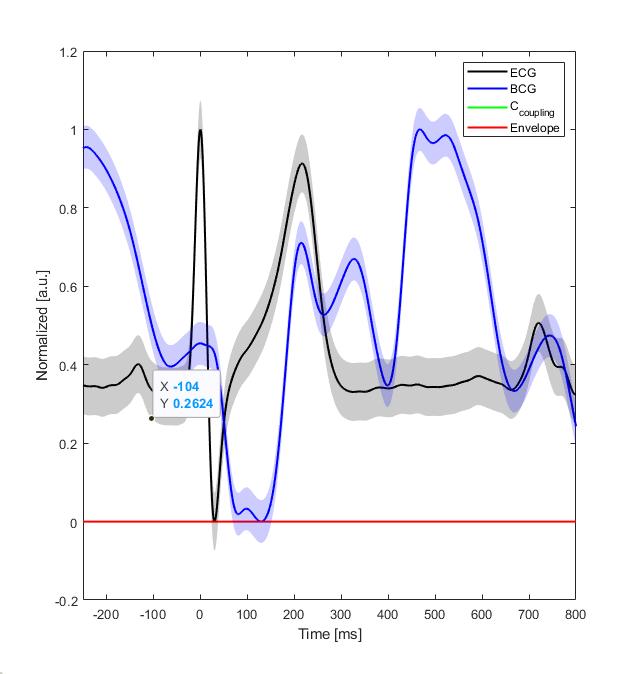 1.2
1
0.8
0.6
0.4
0.2
0
-0.2
Normalized [a.u.]
ECG
BCG
C_coupling
Envelope
X -104
Y 0.2624
-200 -100 0 100 200 300 400 500 600 700 800
Time [ms]